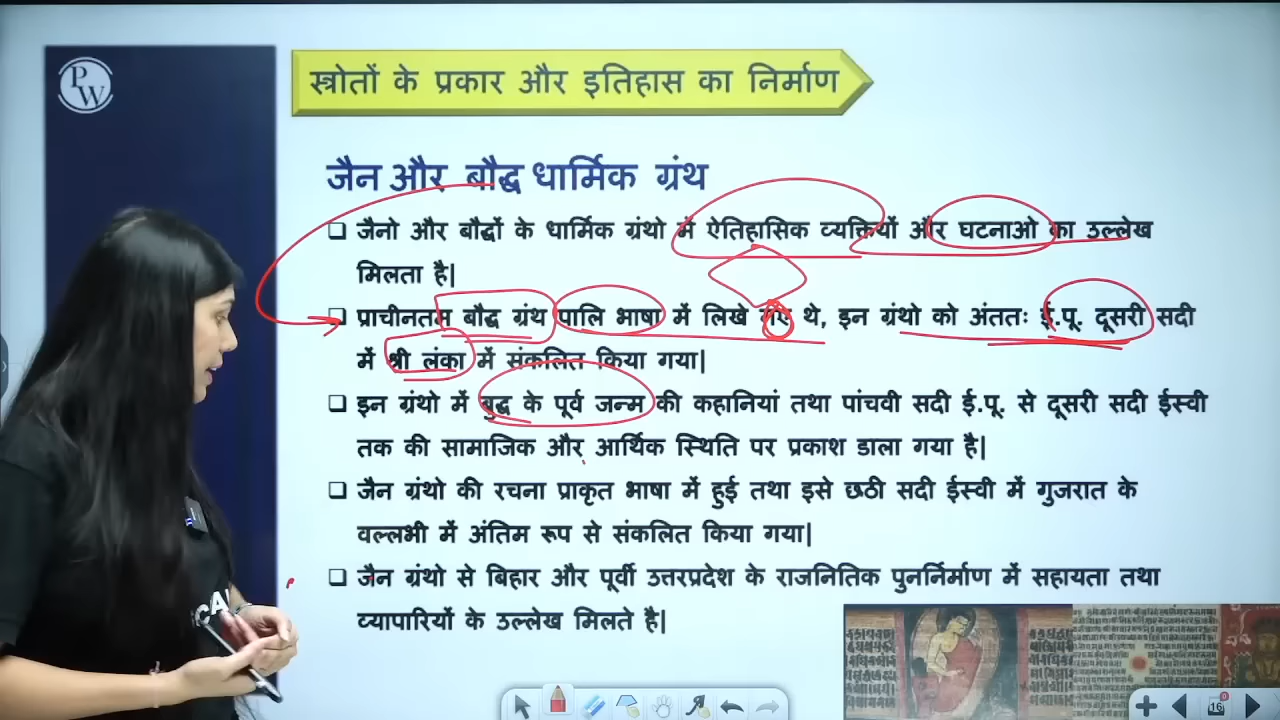 PW
स्त्रोतों के प्रकार और इतिहास का निर्माण
जैन और बौद्ध धार्मिक ग्रंथ
❑ जैनो और बौद्धों के धार्मिक ग्रंथो में ऐतिहासिक व्यक्तियों और घटनाओ का उल्लेख
मिलता है|
❑ प्राचीनतम बौद्ध ग्रंथ पालि भाषा में लिखे गए थे, इन ग्रंथो को अंततः ई.पू. दूसरी सदी
में श्री लंका में संकलित किया गया|
❑ इन ग्रंथो में बुद्ध के पूर्व जन्म की कहानियां तथा पांचवी सदी ई.पू. से दूसरी सदी ईस्वी
तक की सामाजिक और आर्थिक स्थिति पर प्रकाश डाला गया है|
❑ जैन ग्रंथो की रचना प्राकृत भाषा में हुई तथा इसे छठी सदी ईस्वी में गुजरात के
वल्लभी में अंतिम रूप से संकलित किया गया|
❑ जैन ग्रंथो से बिहार और पूर्वी उत्तरप्रदेश के राजनितिक पुनर्निर्माण में सहायता तथा
व्यापारियों के उल्लेख मिलते है|
16